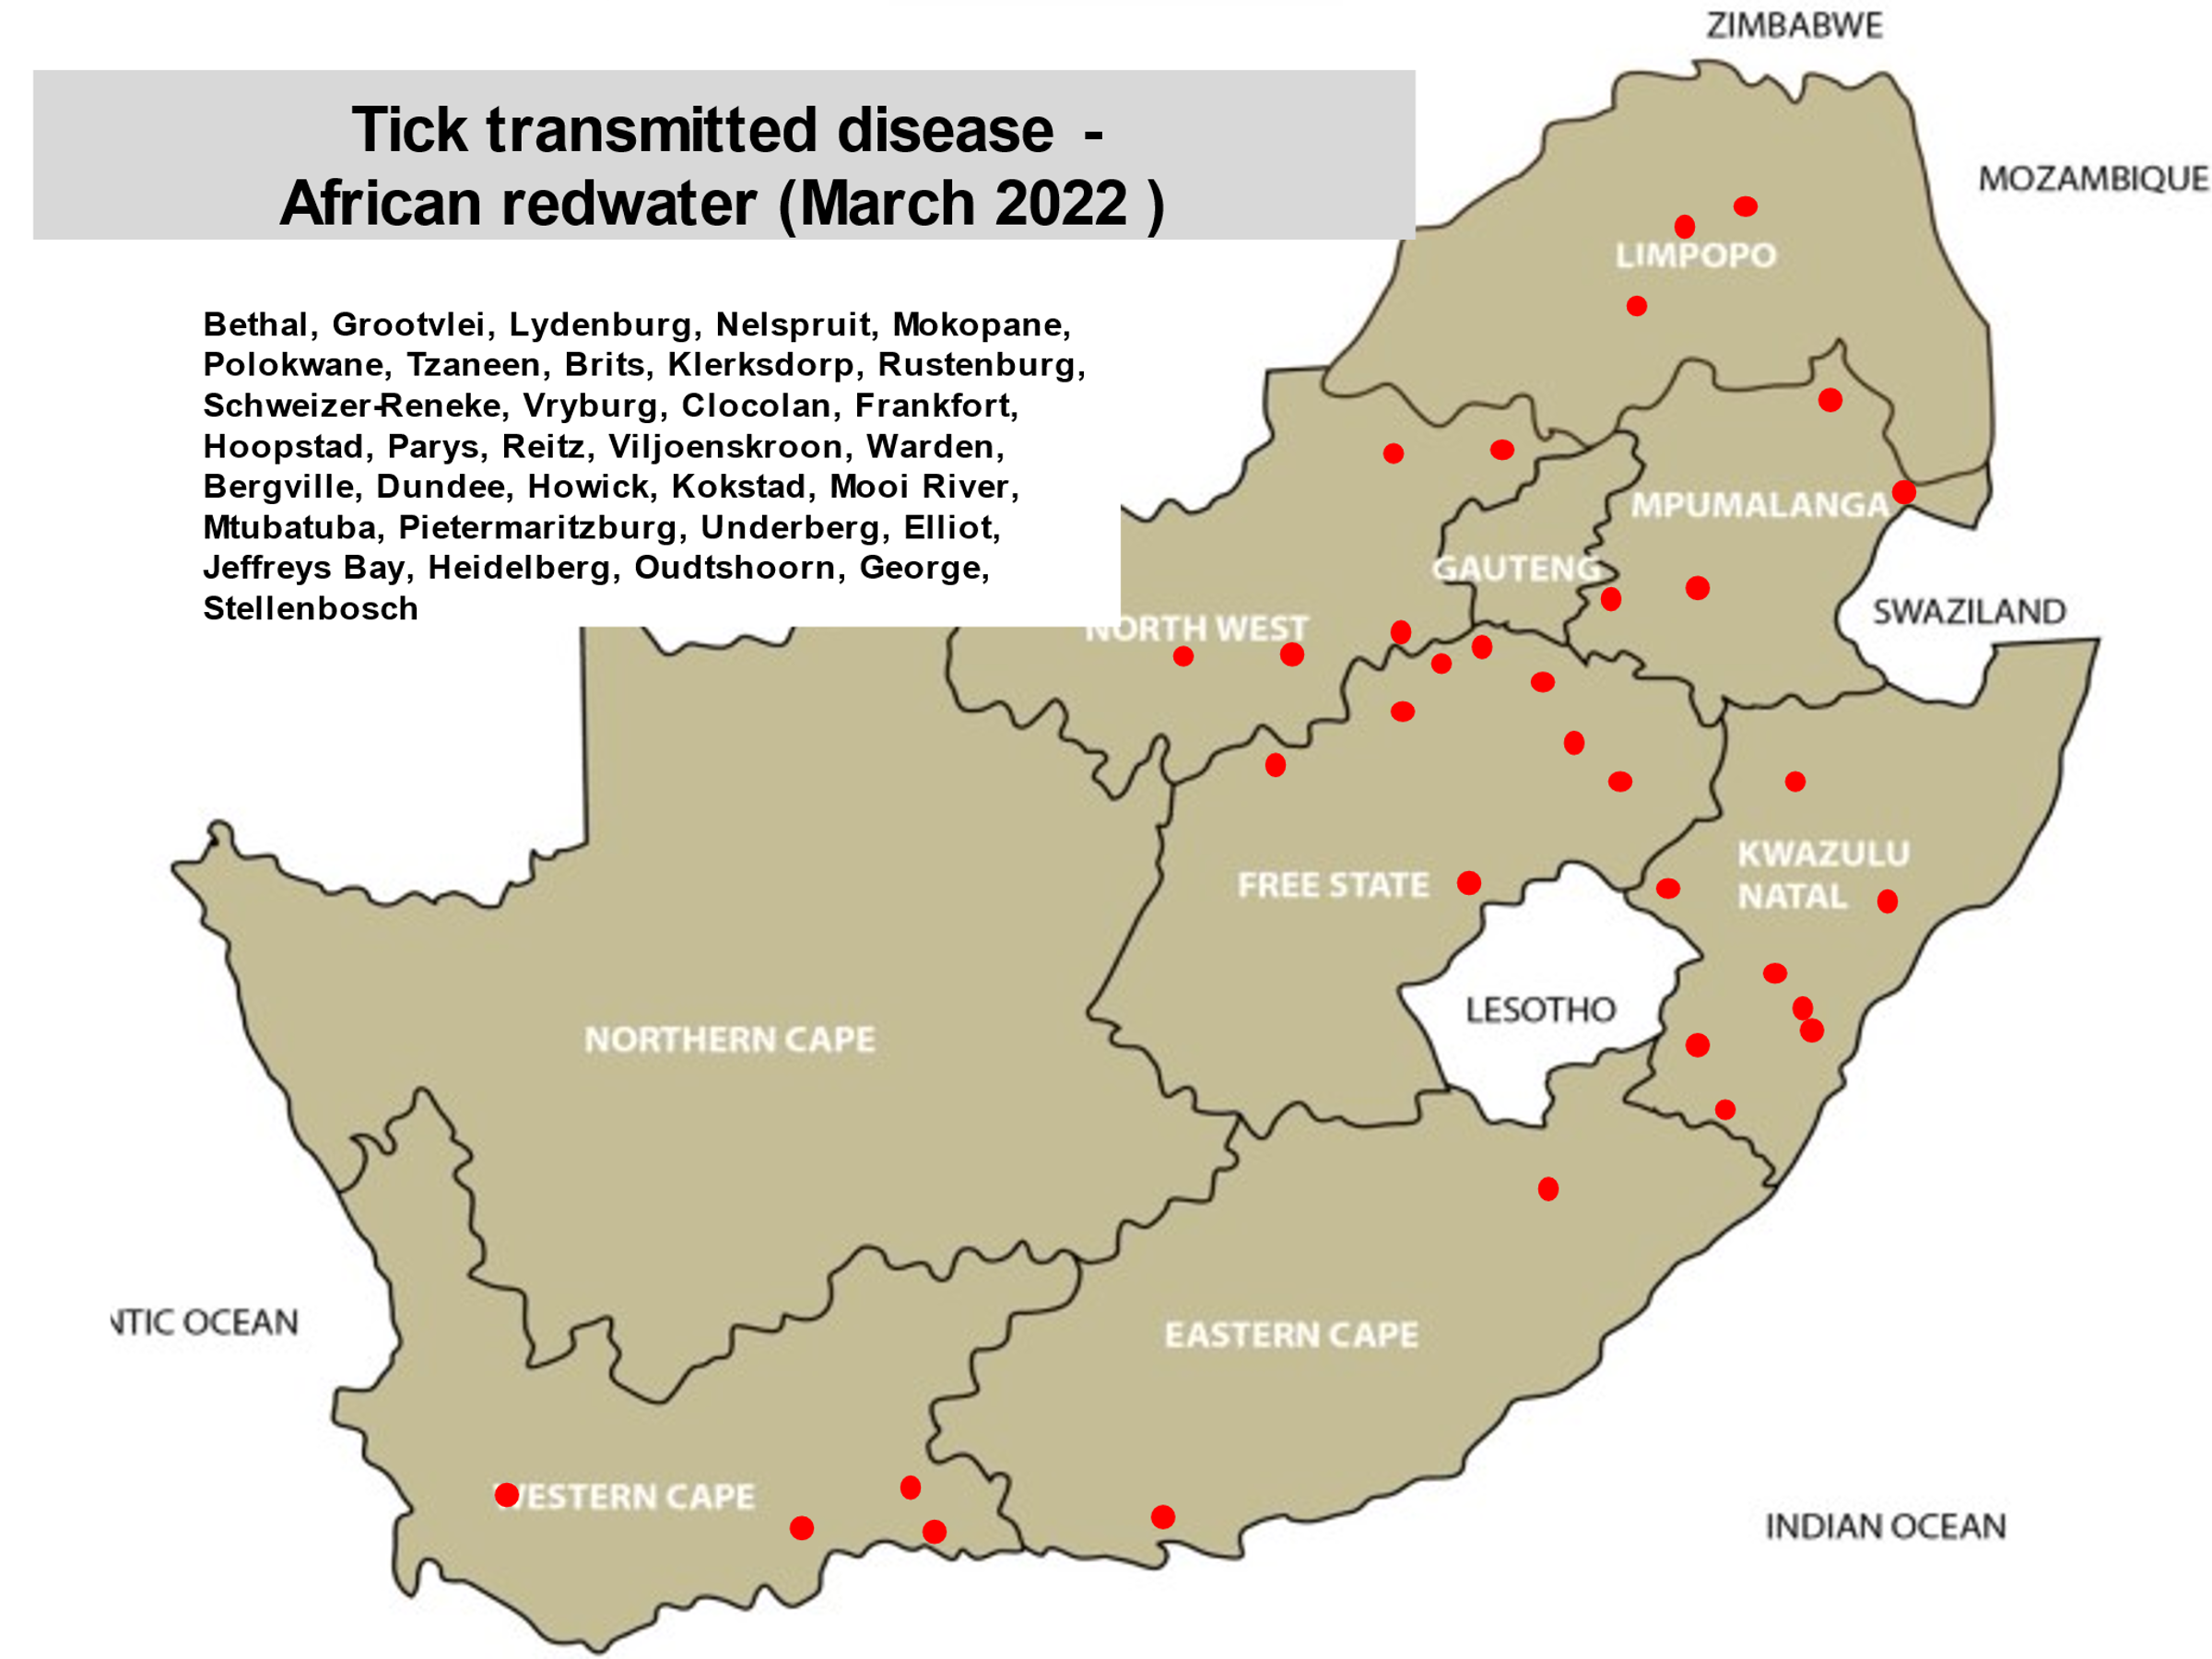 ZIMBABWE
Tick transmitted disease -
African redwater (March 2022 )
MOZAMBIQUE
LIMPOPO
Bethal, Grootvlei, Lydenburg, Nelspruit, Mokopane,
Polokwane, Tzaneen, Brits, Klerksdorp, Rustenburg,
Schweizer-Reneke, Vryburg, Clocolan, Frankfort,
Hoopstad, Parys, Reitz, Viljoenskroon, Warden,
Bergville, Dundee, Howick, Kokstad, Mooi River,
Mtubatuba, Pietermaritzburg, Underberg, Elliot,
Jeffreys Bay, Heidelberg, Oudtshoorn, George,
Stellenbosch
MPUMALANGA
GAUTENG
SWAZILAND
NORTH WEST
KWAZULU
NATAL
FREE STATE
LESOTHO
NORTHERN CAPE
NTIC OCEAN
EASTERN CAPE
WESTERN CAPE
INDIAN OCEAN